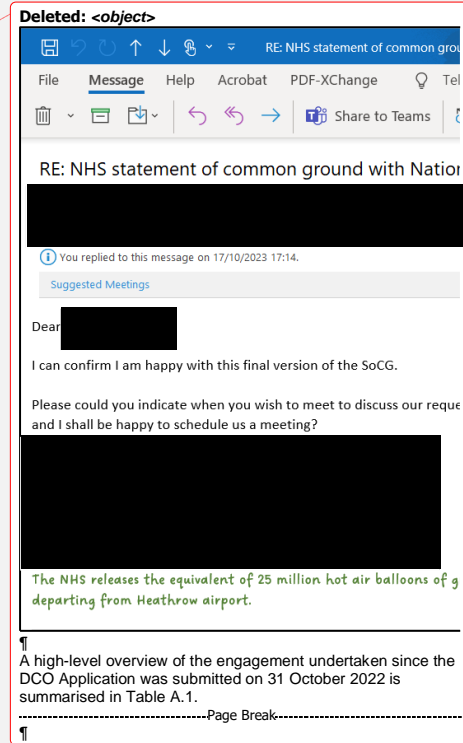 Deleted: <object>
RE: NHS statement of common grou
File Message Help Acrobat PDF-XChange Tel
Share to Teams
RE: NHS statement of common ground with Nation
You replied to this message on 17/10/2023 17:14.
Suggested Meetings
Dear
I can confirm I am happy with this final version of the SoCG.
Please could you indicate when you wish to meet to discuss our reque
and I shall be happy to schedule us a meeting?
The NHS releases the equivalent of 25 million hot air balloons of g
departing from Heathrow airport.
¶
A high-level overview of the engagement undertaken since the
DCO Application was submitted on 31 October 2022 is
summarised in Table A.1.
Page Break
¶